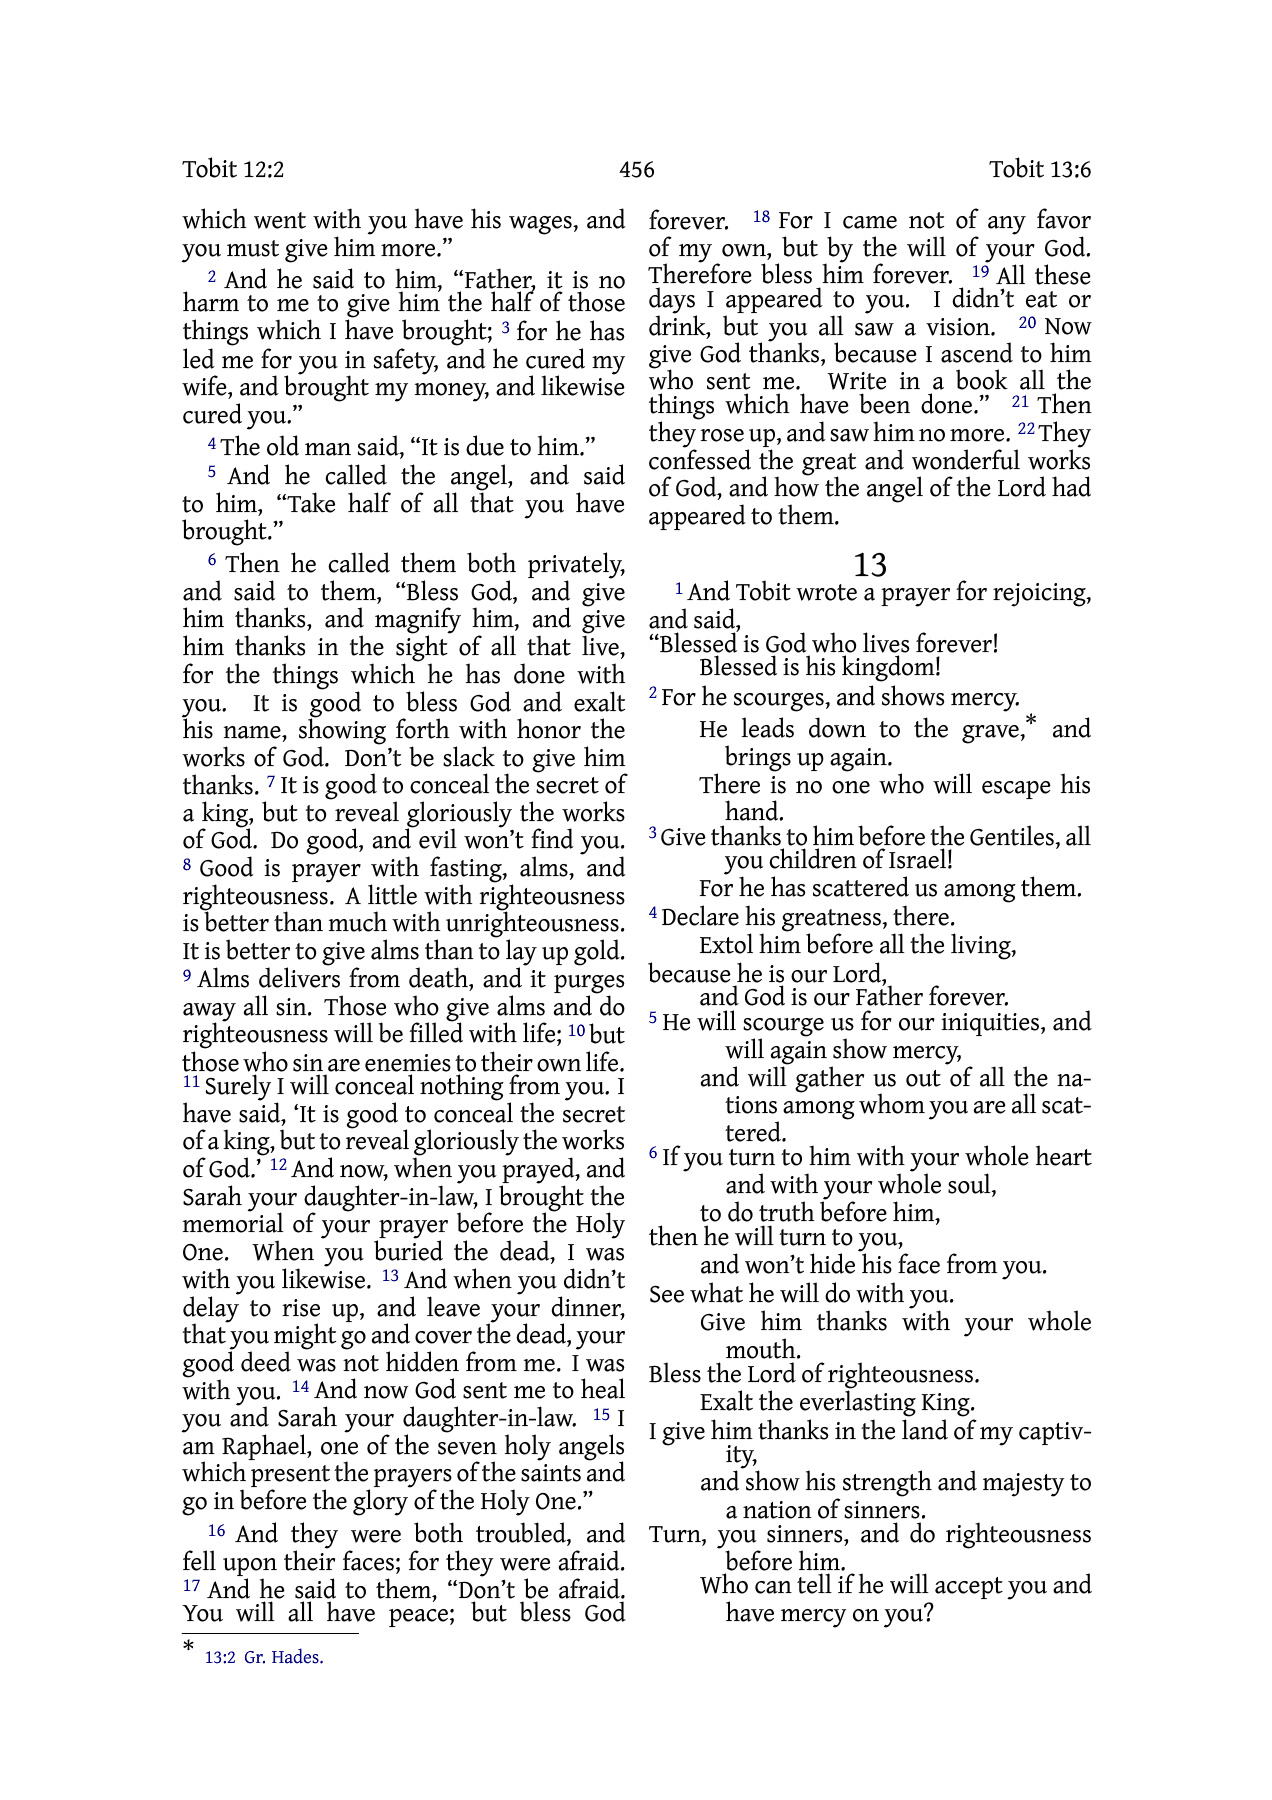 Tobit 12:2 456 Tobit 13:6
which went with you have his wages, and
you must give him more.”
2 And he said to him, “Father, it is no
harm to me to give him the half of those
things which I have brought; 3 for he has
led me for you in safety, and he cured my
wife, and brought my money, and likewise
cured you.”
4 The old man said, “It is due to him.”
5 And he called the angel, and said
to him, “Take half of all that you have
brought.”
6 Then he called them both privately,
and said to them, “Bless God, and give
him thanks, and magnify him, and give
him thanks in the sight of all that live,
for the things which he has done with
you. It is good to bless God and exalt
his name, showing forth with honor the
works of God. Don’t be slack to give him
thanks. 7 It is good to conceal the secret of
a king, but to reveal gloriously the works
of God. Do good, and evil won’t find you.
8 Good is prayer with fasting, alms, and
righteousness. A little with righteousness
is better than much with unrighteousness.
It is better to give alms than to lay up gold.
9 Alms delivers from death, and it purges
away all sin. Those who give alms and do
righteousness will be filled with life; 10 but
those who sin are enemies to their own life.
11 Surely I will conceal nothing from you. I
have said, ‘It is good to conceal the secret
of a king, but to reveal gloriously the works
of God.’ 12 And now, when you prayed, and
Sarah your daughter-in-law, I brought the
memorial of your prayer before the Holy
One. When you buried the dead, I was
with you likewise. 13 And when you didn’t
delay to rise up, and leave your dinner,
that you might go and cover the dead, your
good deed was not hidden from me. I was
with you. 14 And now God sent me to heal
you and Sarah your daughter-in-law. 15 I
am Raphael, one of the seven holy angels
which present the prayers of the saints and
go in before the glory of the Holy One.”
16 And they were both troubled, and
fell upon their faces; for they were afraid.
17 And he said to them, “Don’t be afraid.
You will all have peace; but bless God
forever. 18 For I came not of any favor
of my own, but by the will of your God.
Therefore bless him forever. 19 All these
days I appeared to you. I didn’t eat or
drink, but you all saw a vision. 20 Now
give God thanks, because I ascend to him
who sent me. Write in a book all the
things which have been done.” 21 Then
they rose up, and saw him no more. 22 They
confessed the great and wonderful works
of God, and how the angel of the Lord had
appeared to them.
13
1 And Tobit wrote a prayer for rejoicing,
and said,
“Blessed is God who lives forever!
Blessed is his kingdom!
2 For he scourges, and shows mercy.
He leads down to the grave,* and
brings up again.
There is no one who will escape his
hand.
3 Give thanks to him before the Gentiles, all
you children of Israel!
For he has scattered us among them.
4 Declare his greatness, there.
Extol him before all the living,
because he is our Lord,
and God is our Father forever.
5 He will scourge us for our iniquities, and
will again show mercy,
and will gather us out of all the na-
tions among whom you are all scat-
tered.
6 If you turn to him with your whole heart
and with your whole soul,
to do truth before him,
then he will turn to you,
and won’t hide his face from you.
See what he will do with you.
Give him thanks with your whole
mouth.
Bless the Lord of righteousness.
Exalt the everlasting King.
I give him thanks in the land of my captiv-
ity,
and show his strength and majesty to
a nation of sinners.
Turn, you sinners, and do righteousness
before him.
Who can tell if he will accept you and
have mercy on you?
* 13:2 Gr. Hades.